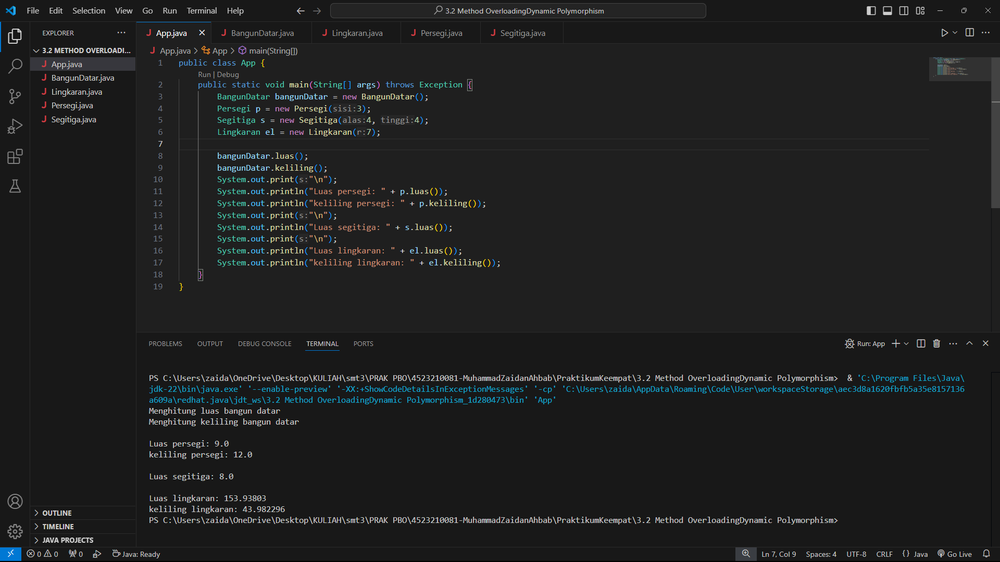 File Edit Selection View Go Run Terminal Help
3.2 Method OverloadingDynamic Polymorphism
EXPLORER
3.2 METHOD OVERLOADI...
App.java
BangunDatar.java
Lingkaran.java
Persegi.java
Segitiga.java
OUTLINE
TIMELINE
JAVA PROJECTS
App.java BangunDatar.java Lingkaran.java Persegi.java Segitiga.java
App.java > App > main(String[])
1 public class App {
Run | Debug
2 public static void main(String[] args) throws Exception {
3 BangunDatar bangunDatar = new BangunDatar();
4 Persegi p = new Persegi(sisi:3);
5 Segitiga s = new Segitiga(alas:4, tinggi:4);
6 Lingkaran el = new Lingkaran(r:7);
7
8 bangunDatar.luas();
9 bangunDatar.keliling();
10 System.out.print(s:"\n");
11 System.out.println("Luas persegi: " + p.luas());
12 System.out.println("keliling persegi: " + p.keliling());
13 System.out.print(s:"\n");
14 System.out.println("Luas segitiga: " + s.luas());
15 System.out.print(s:"\n");
16 System.out.println("Luas lingkaran: " + el.luas());
17 System.out.println("keliling lingkaran: " + el.keliling());
18 }
19 }
PROBLEMS OUTPUT DEBUG CONSOLE TERMINAL PORTS
Run: App
PS C:\Users\zaida\OneDrive\Desktop\KULIAH\smt3\PRAK PBO\4523210081-MuhammadZaidanAhbab\PraktikumKeempat\3.2 Method OverloadingDynamic Polymorphism> & 'C:\Program Files\Java\
jdk-22\bin\java.exe' '--enable-preview' '-XX:+ShowCodeDetailsInExceptionMessages' '-cp' 'C:\Users\zaida\AppData\Roaming\Code\User\workspaceStorage\aec3d8a1620fbfb5a35e8157136
a609a\redhat.java\jdt_ws\3.2 Method OverloadingDynamic Polymorphism_1d280473\bin' 'App'
Menghitung luas bangun datar
Menghitung keliling bangun datar
Luas persegi: 9.0
keliling persegi: 12.0
Luas segitiga: 8.0
Luas lingkaran: 153.93803
keliling lingkaran: 43.982296
PS C:\Users\zaida\OneDrive\Desktop\KULIAH\smt3\PRAK PBO\4523210081-MuhammadZaidanAhbab\PraktikumKeempat\3.2 Method OverloadingDynamic Polymorphism>
0 0 0 Java: Ready Ln 7, Col 9 Spaces: 4 UTF-8 CRLF {} Java Go Live